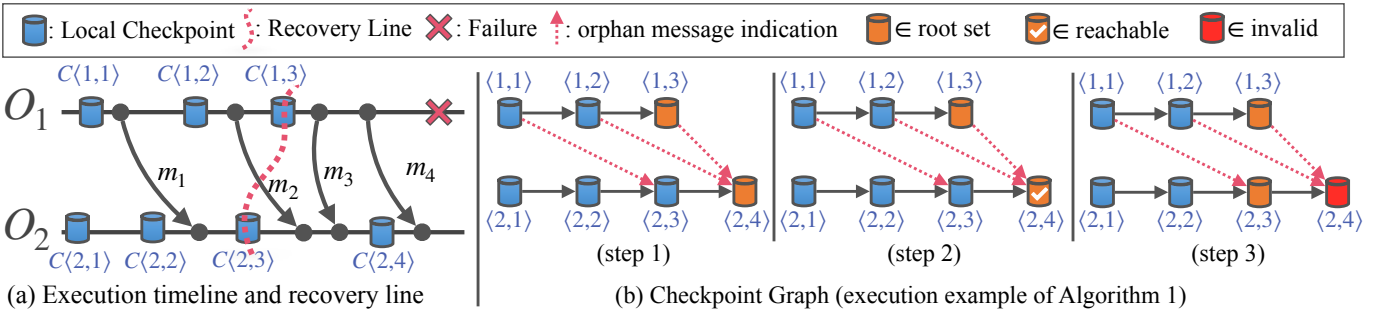 : Local Checkpoint : Recovery Line : Failure : orphan message indication ∈ root set ∈ reachable ∈ invalid
C⟨1,1⟩ C⟨1,2⟩ C⟨1,3⟩
O1
m1 m2 m3 m4
O2
C⟨2,1⟩ C⟨2,2⟩ C⟨2,3⟩ C⟨2,4⟩
(a) Execution timeline and recovery line
⟨1,1⟩ ⟨1,2⟩ ⟨1,3⟩
⟨2,1⟩ ⟨2,2⟩ ⟨2,3⟩ ⟨2,4⟩
(step 1)
⟨1,1⟩ ⟨1,2⟩ ⟨1,3⟩
⟨2,1⟩ ⟨2,2⟩ ⟨2,3⟩ ⟨2,4⟩
(step 2)
⟨1,1⟩ ⟨1,2⟩ ⟨1,3⟩
⟨2,1⟩ ⟨2,2⟩ ⟨2,3⟩ ⟨2,4⟩
(step 3)
(b) Checkpoint Graph (execution example of Algorithm 1)